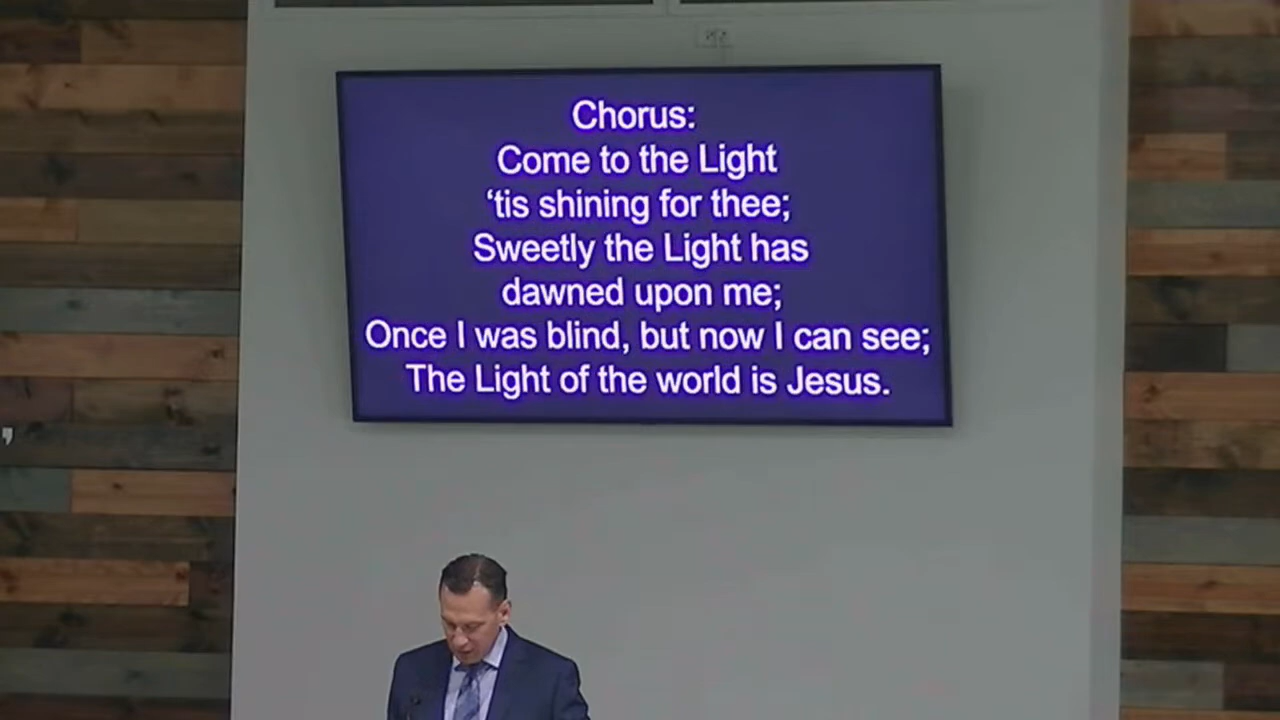 Chorus:
Come to the Light
‘tis shining for thee;
Sweetly the Light has
dawned upon me;
Once I was blind, but now I can see;
The Light of the world is Jesus.